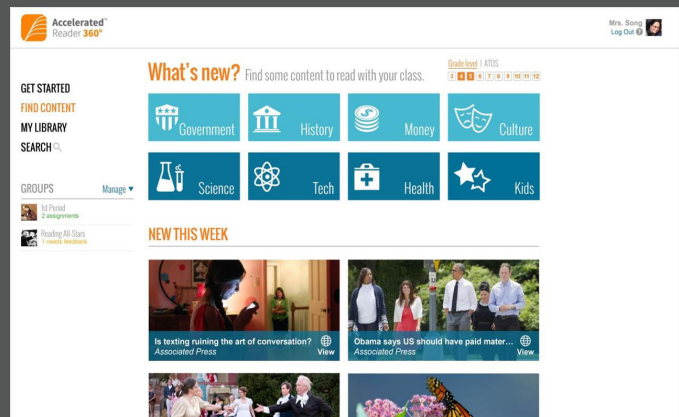 Accelerated™
Reader 360°
Mrs. Song
Log Out ?
GET STARTED
FIND CONTENT
MY LIBRARY
SEARCH
GROUPS Manage ▼
1st Period
2 assignments
Reading All-Stars
1 needs feedback
What's new? Find some content to read with your class.
Grade level | ATOS
3 4 5 6 7 8 9 10 11 12
Government
History
Money
Culture
Science
Tech
Health
Kids
NEW THIS WEEK
Is texting ruining the art of conversation?
Associated Press
View
Obama says US should have paid mater...
Associated Press
View